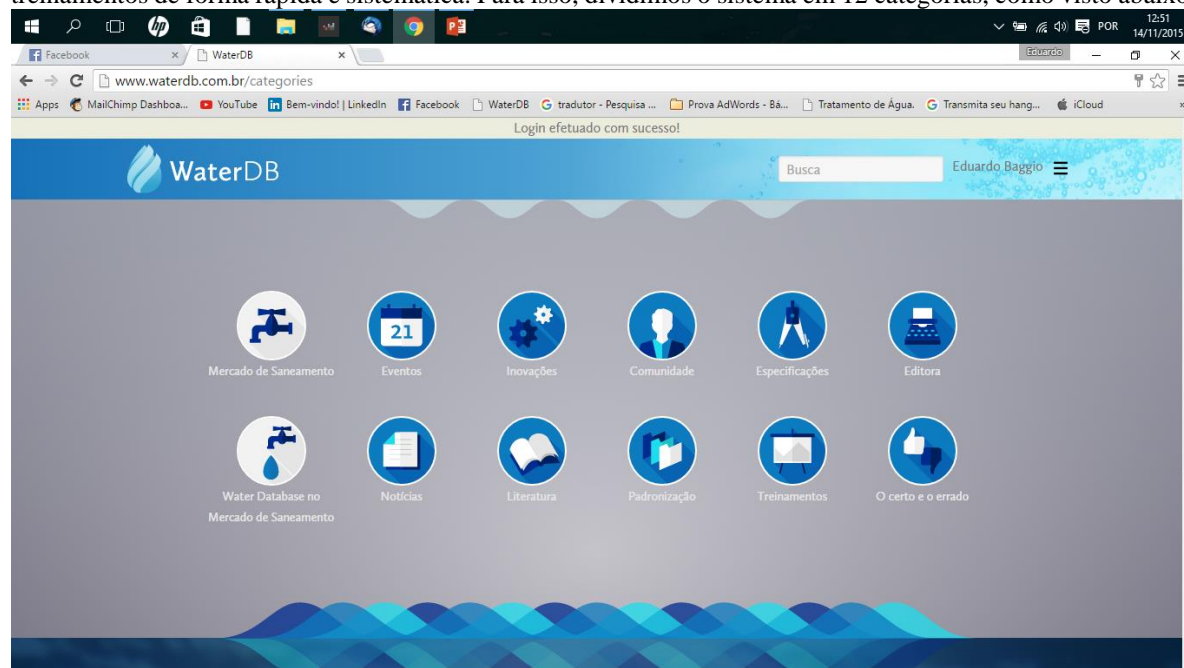 treinamentos de forma rápida e sistemática. Para isso, dividimos o sistema em 12 categorias, como visto abaixo
POR 12:51
14/11/2015
Facebook × WaterDB × Eduardo
www.waterdb.com.br/categories
Apps MailChimp Dashboa... YouTube Bem-vindo! | LinkedIn Facebook WaterDB tradutor - Pesquisa ... Prova AdWords - Bá... Tratamento de Água. Transmita seu hang... iCloud »
Login efetuado com sucesso!
WaterDB Busca Eduardo Baggio
21
Mercado de Saneamento Eventos Inovações Comunidade Especificações Editora
Water Database no Notícias Literatura Padronização Treinamentos O certo e o errado
Mercado de Saneamento